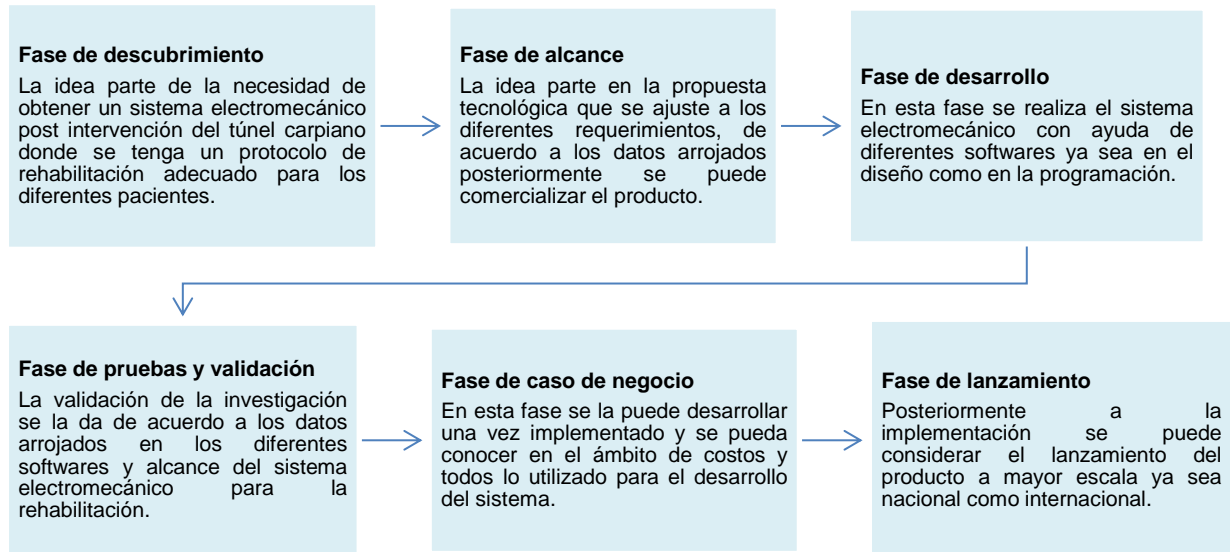 Fase de descubrimiento
La idea parte de la necesidad de
obtener un sistema electromecánico
post intervención del túnel carpiano
donde se tenga un protocolo de
rehabilitación adecuado para los
diferentes pacientes.
Fase de alcance
La idea parte en la propuesta
tecnológica que se ajuste a los
diferentes requerimientos, de
acuerdo a los datos arrojados
posteriormente se puede
comercializar el producto.
Fase de desarrollo
En esta fase se realiza el sistema
electromecánico con ayuda de
diferentes softwares ya sea en el
diseño como en la programación.
Fase de pruebas y validación
La validación de la investigación
se la da de acuerdo a los datos
arrojados en los diferentes
softwares y alcance del sistema
electromecánico para la
rehabilitación.
Fase de caso de negocio
En esta fase se la puede desarrollar
una vez implementado y se pueda
conocer en el ámbito de costos y
todos lo utilizado para el desarrollo
del sistema.
Fase de lanzamiento
Posteriormente a la
implementación se puede
considerar el lanzamiento del
producto a mayor escala ya sea
nacional como internacional.